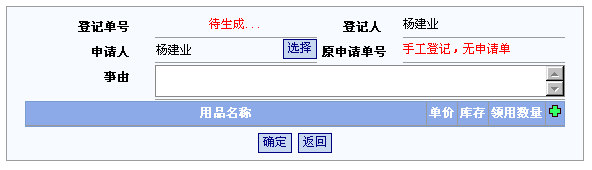 登记单号 待生成... 登记人 杨建业
申请人 杨建业 选择 原申请单号 手工登记，无申请单
事由
用品名称 单价 库存 领用数量
确定 返回